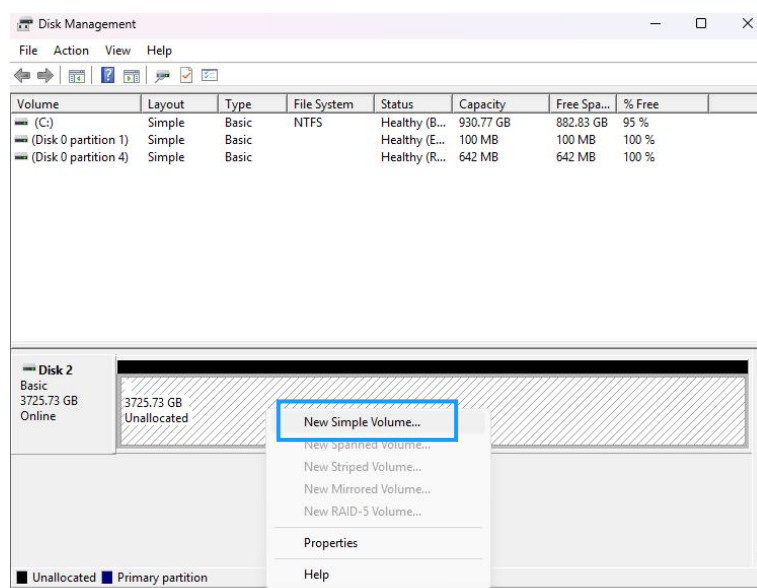 Disk Management
File Action View Help
Volume Layout Type File System Status Capacity Free Spa... % Free
(C:) Simple Basic NTFS Healthy (B... 930.77 GB 882.83 GB 95 %
(Disk 0 partition 1) Simple Basic Healthy (E... 100 MB 100 MB 100 %
(Disk 0 partition 4) Simple Basic Healthy (R... 642 MB 642 MB 100 %
Disk 2
Basic
3725.73 GB
Online
3725.73 GB
Unallocated
New Simple Volume...
New Spanned Volume...
New Striped Volume...
New Mirrored Volume...
New RAID-5 Volume...
Properties
Help
Unallocated Primary partition